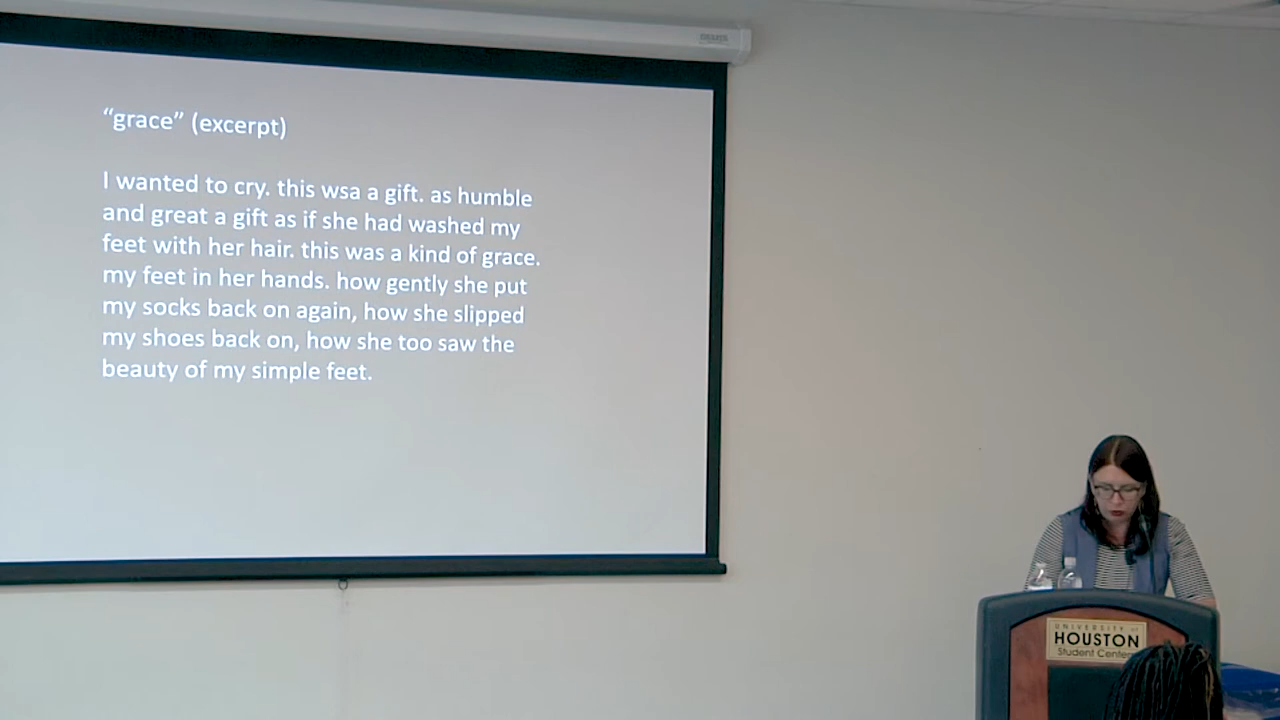 “grace” (excerpt)
I wanted to cry. this wsa a gift. as humble
and great a gift as if she had washed my
feet with her hair. this was a kind of grace.
my feet in her hands. how gently she put
my socks back on again, how she slipped
my shoes back on, how she too saw the
beauty of my simple feet.
UNIVERSITY of
HOUSTON
Student Center